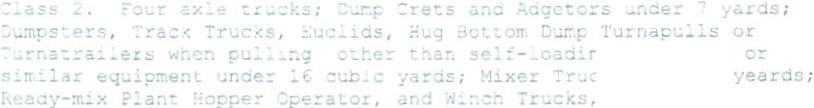 Class 2. Four axle trucks; Dump Crets and Adgetors under 7 yards;
Dumpsters, Track Trucks, Euclids, Hug Bottom Dump Turnapulls or
Turnatrailers when pulling other than self-loadin or
similar equipment under 16 cubic yards; Mixer Truc yeards;
Ready-mix Plant Hopper Operator, and Winch Trucks,